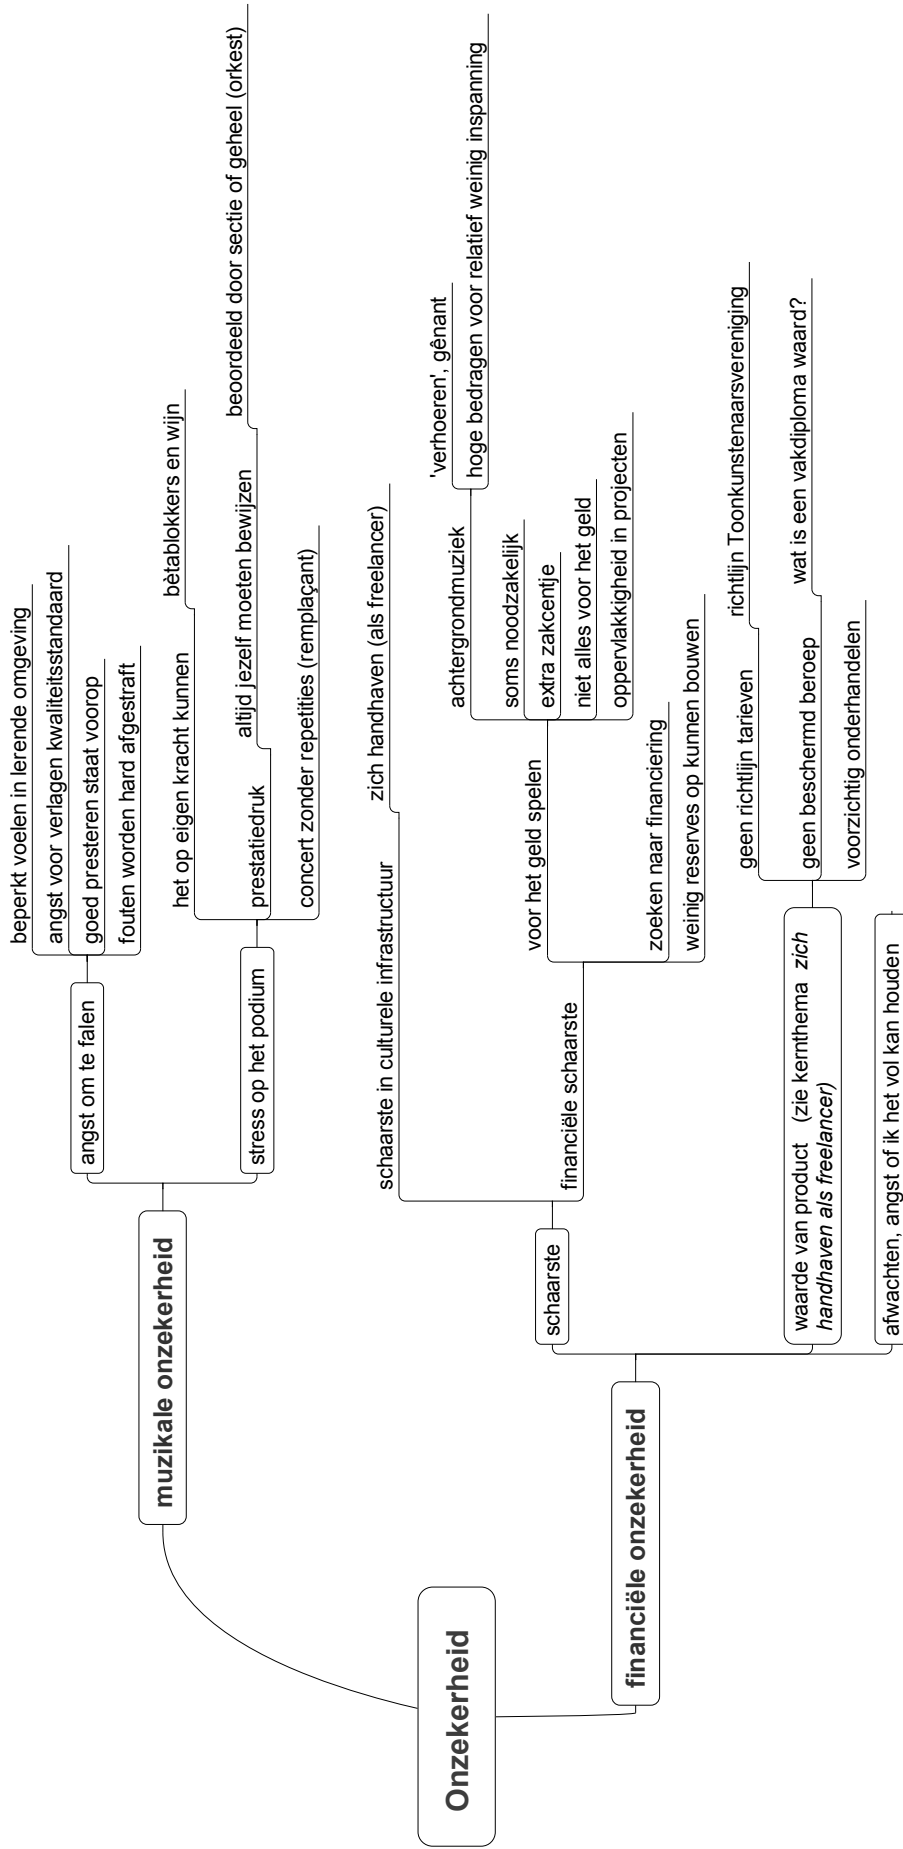 Onzekerheid
muzikale onzekerheid
angst om te falen
beperkt voelen in lerende omgeving
angst voor verlagen kwaliteitsstandaard
goed presteren staat voorop
fouten worden hard afgestraft
stress op het podium
het op eigen kracht kunnen
bètablokkers en wijn
prestatiedruk
altijd jezelf moeten bewijzen
beoordeeld door sectie of geheel (orkest)
concert zonder repetities (remplaçant)
financiële onzekerheid
schaarste
schaarste in culturele infrastructuur
zich handhaven (als freelancer)
financiële schaarste
voor het geld spelen
achtergrondmuziek
'verhoeren', gênant
hoge bedragen voor relatief weinig inspanning
soms noodzakelijk
extra zakcentje
niet alles voor het geld
oppervlakkigheid in projecten
zoeken naar financiering
weinig reserves op kunnen bouwen
waarde van product (zie kernthema zich
handhaven als freelancer)
geen richtlijn tarieven
richtlijn Toonkunstenaarsvereniging
geen beschermd beroep
wat is een vakdiploma waard?
voorzichtig onderhandelen
afwachten, angst of ik het vol kan houden